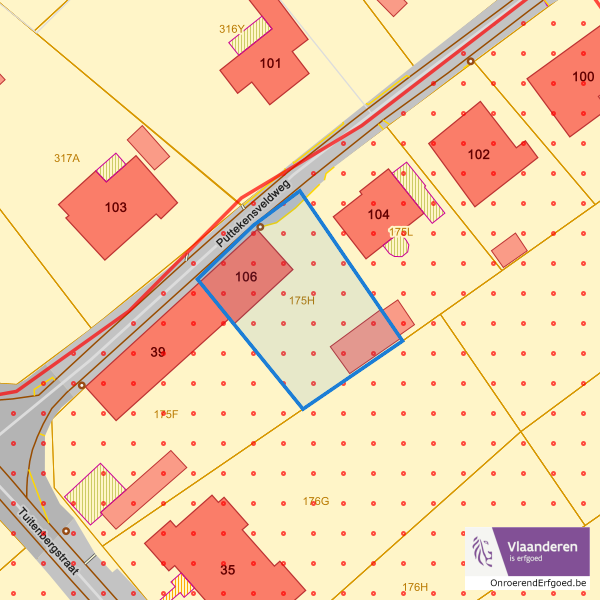 316Y
101
100
102
317A
103
Puttekensveldweg
104
175L
106
175H
39
175F
176G
Tuitenbergstraat
35
176H
Vlaanderen
is erfgoed
OnroerendErfgoed.be